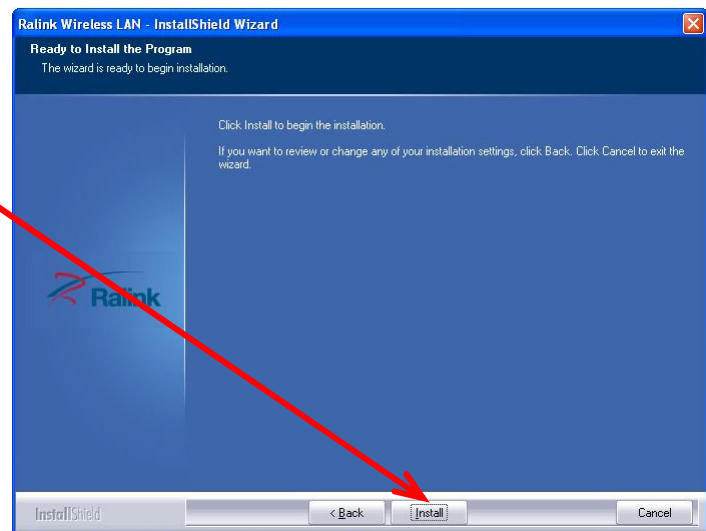 Ralink Wireless LAN - InstallShield Wizard
Ready to Install the Program
The wizard is ready to begin installation.
Click Install to begin the installation.
If you want to review or change any of your installation settings, click Back. Click Cancel to exit the
wizard.
Ralink
InstallShield
< Back
Install
Cancel